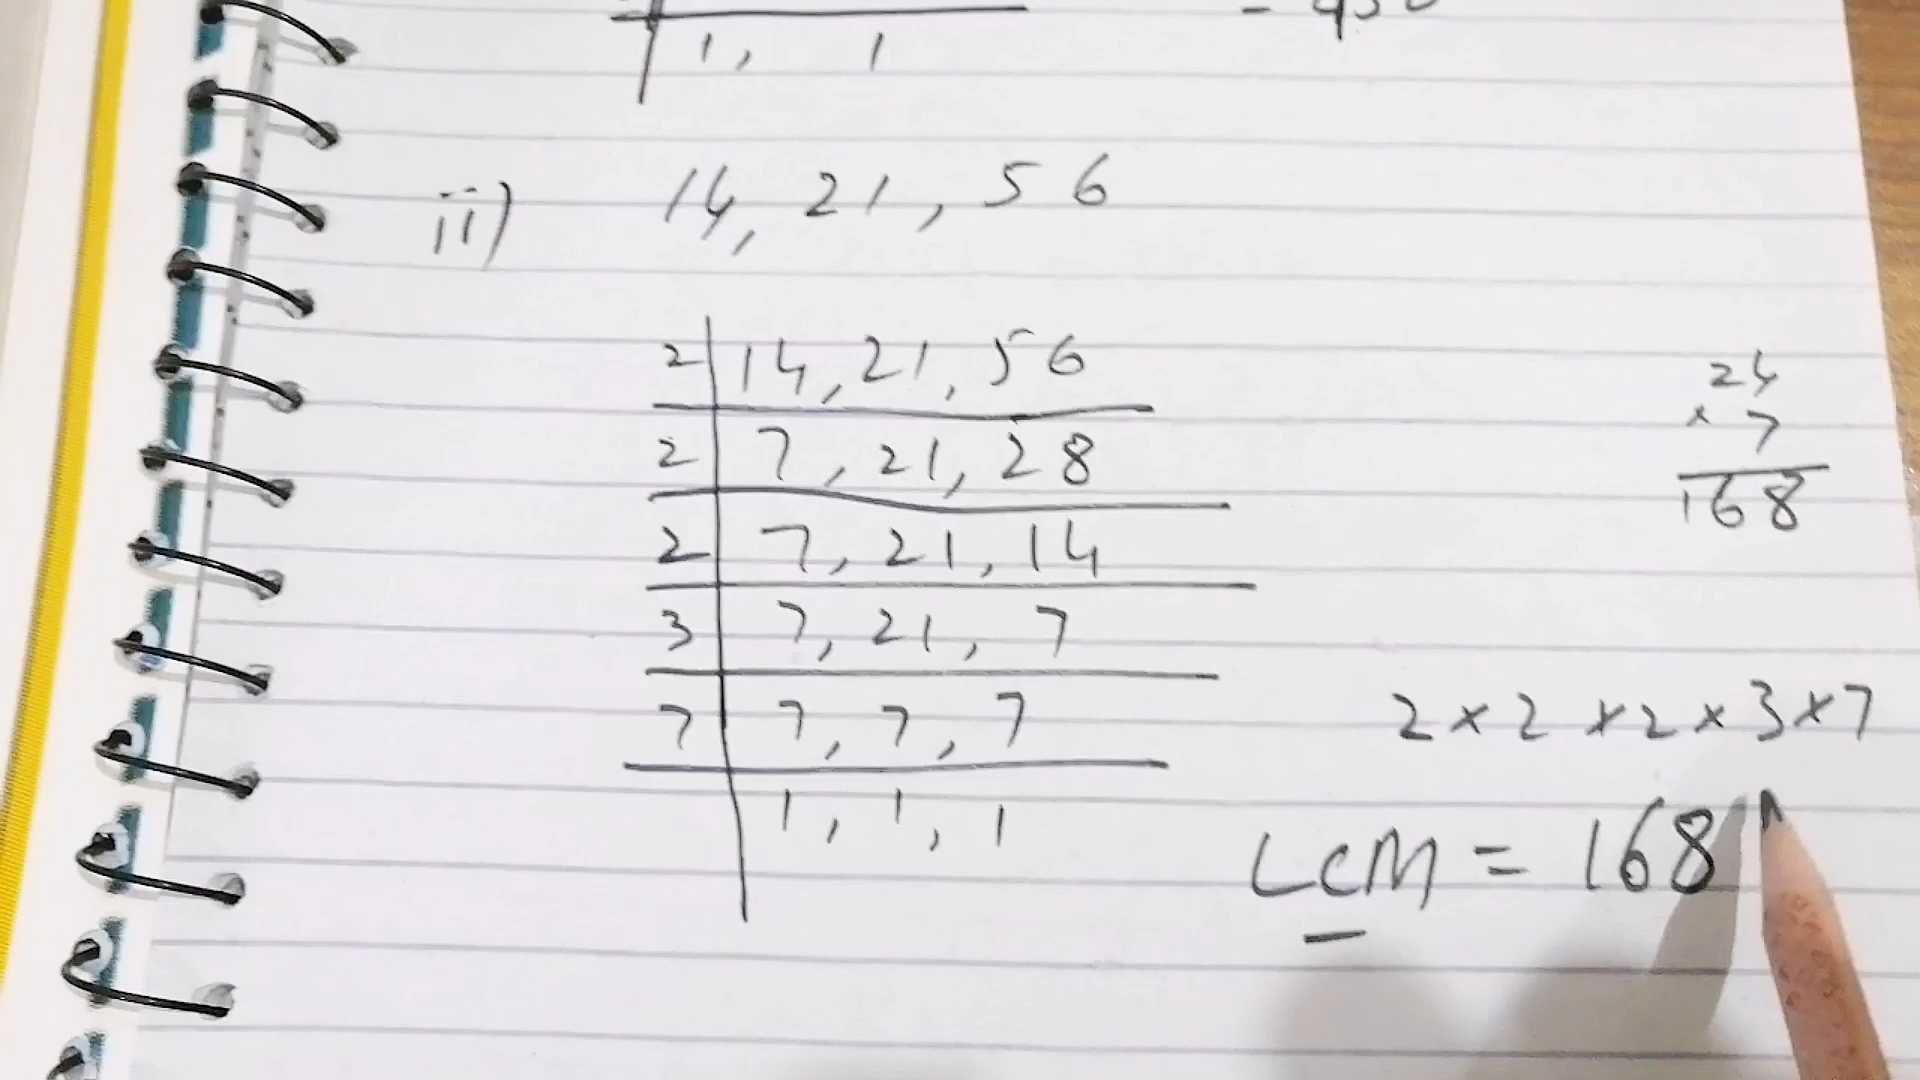 1, 1
ii) 14, 21, 56
2 14, 21, 56
2 7, 21, 28
2 7, 21, 14
3 7, 21, 7
7 7, 7, 7
1, 1, 1
24
× 7
168
2 × 2 × 2 × 3 × 7
LCM = 168